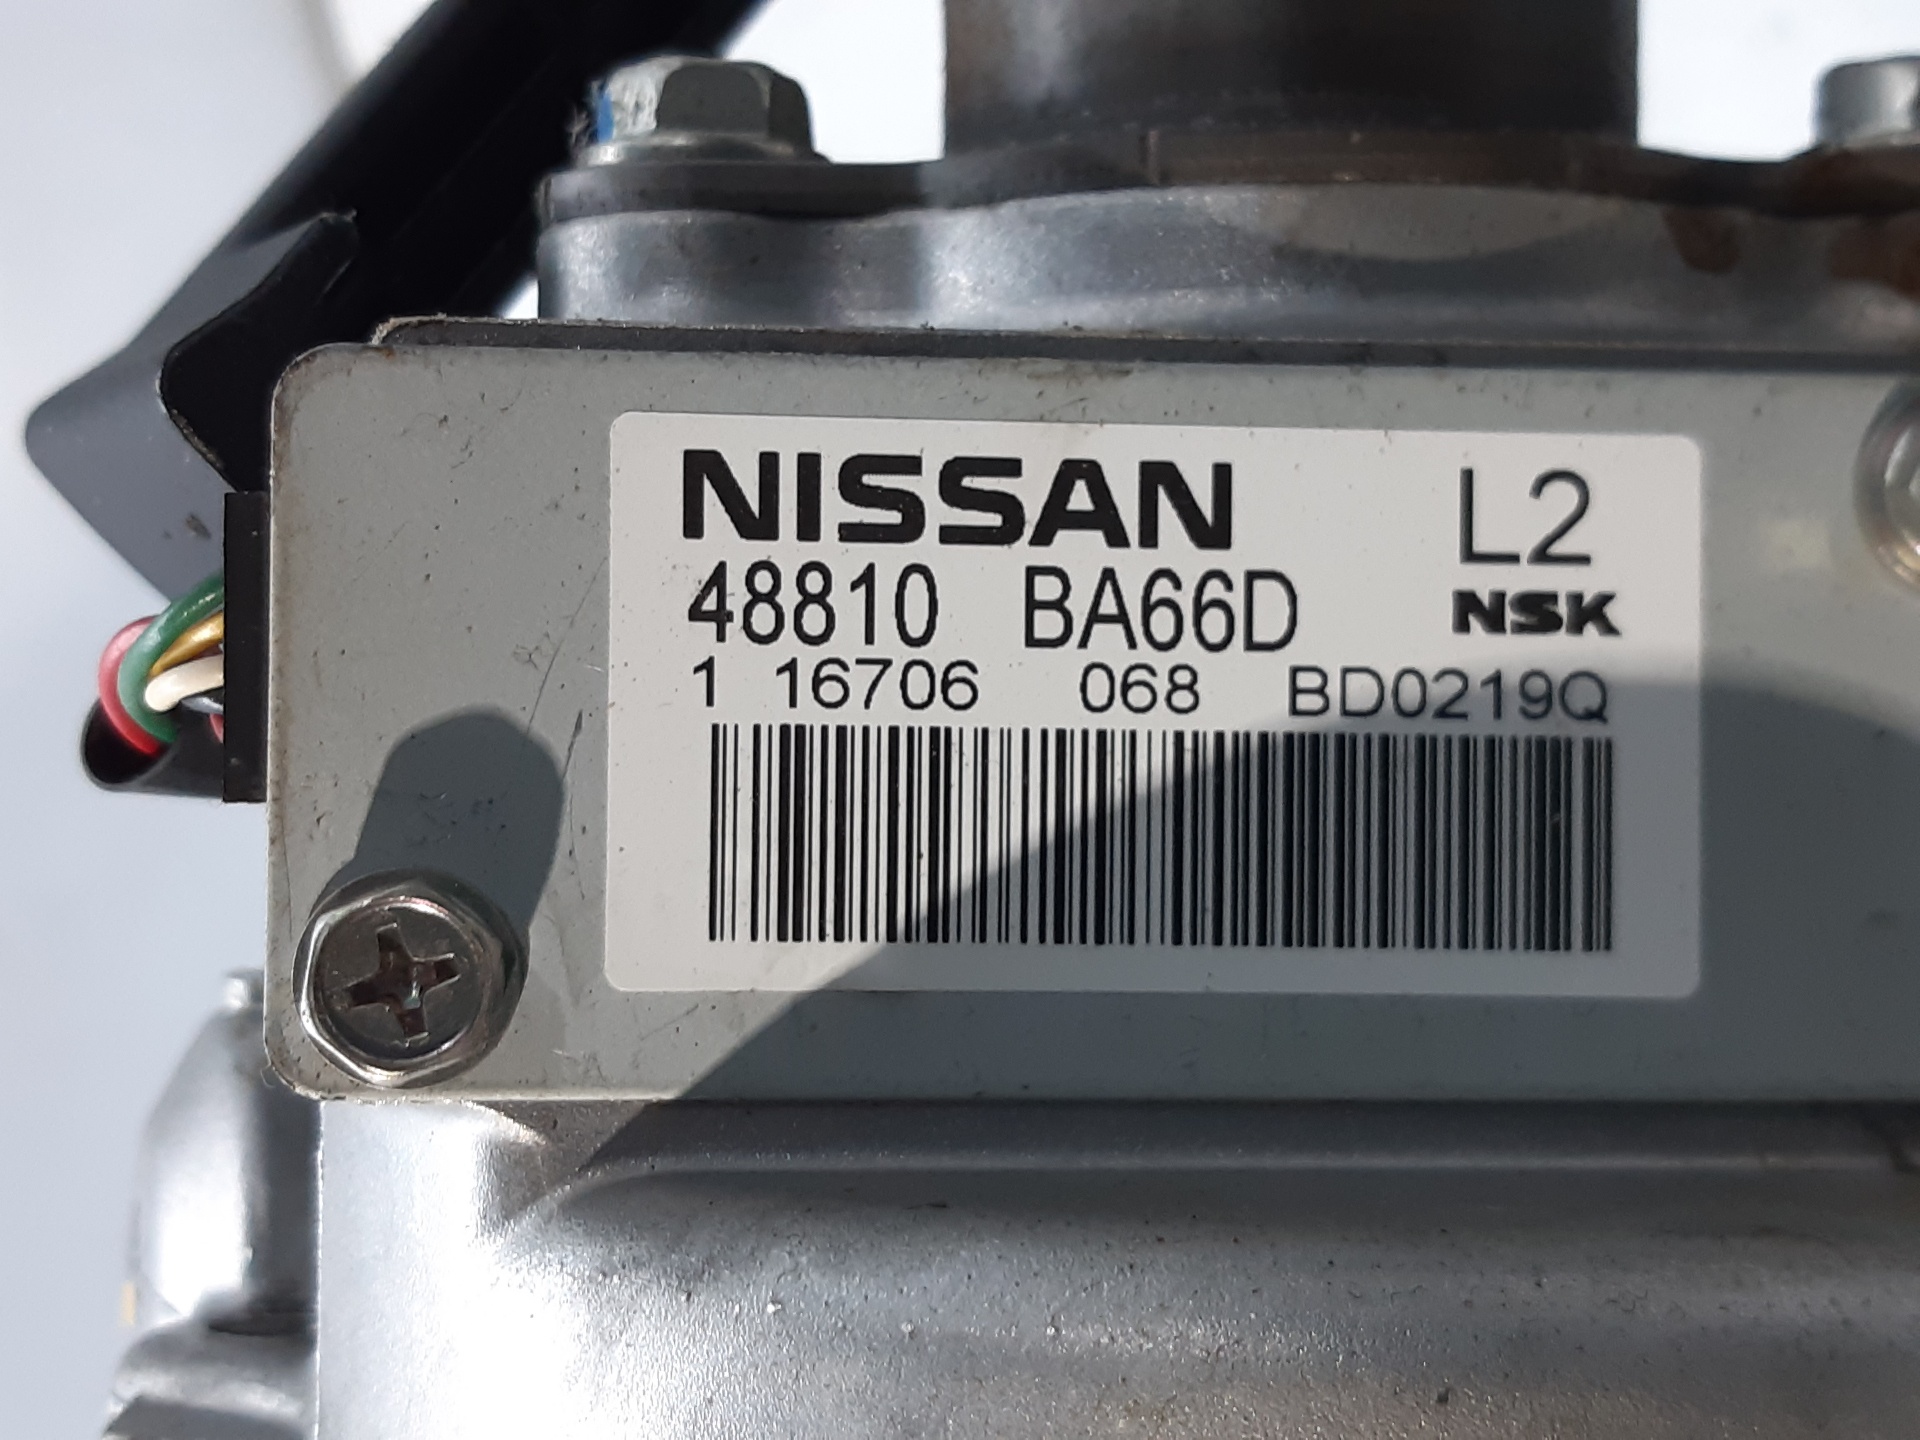 NISSAN L2
48810 BA66D NSK
1 16706 068 BD0219Q